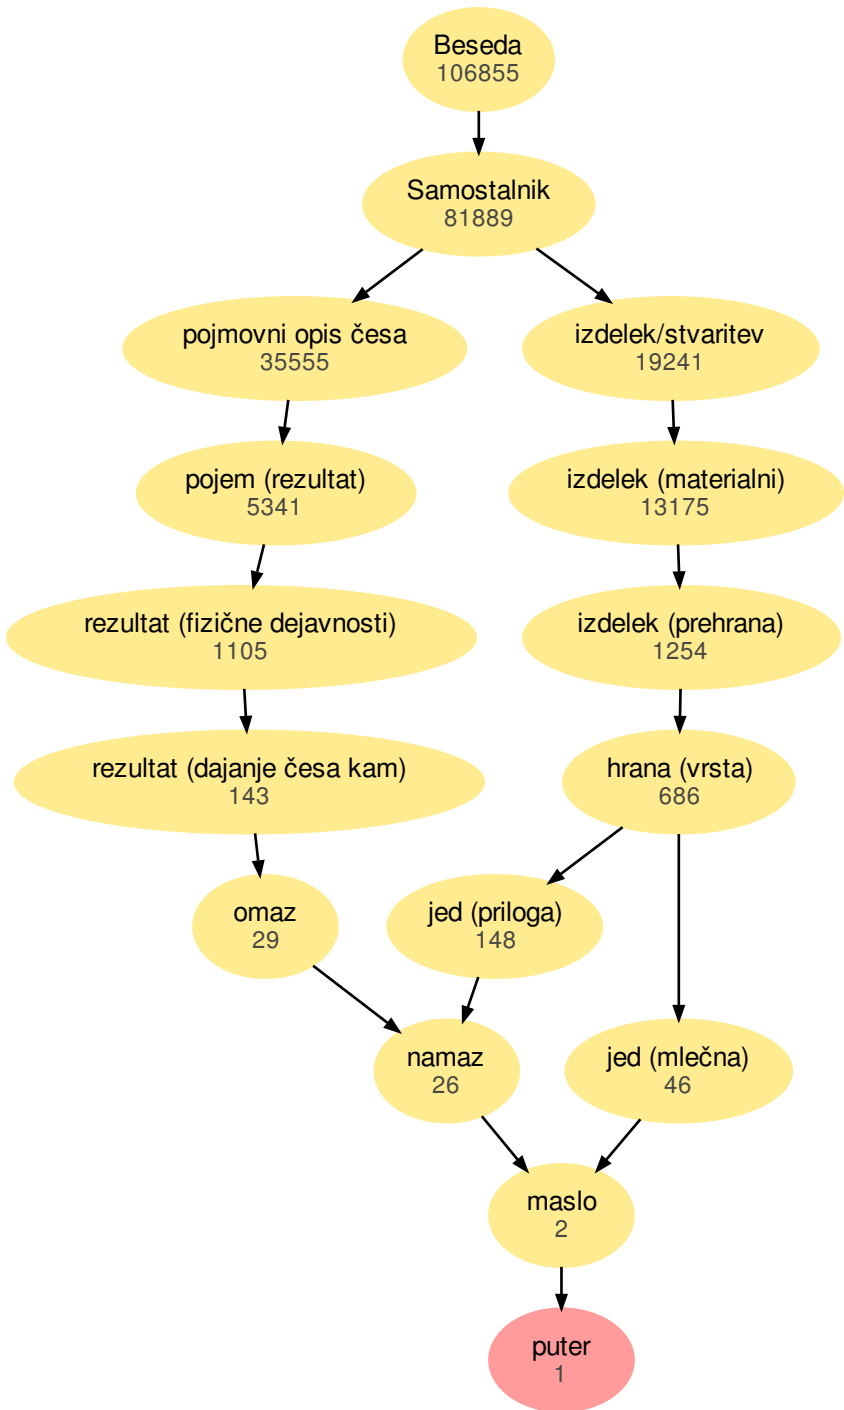 Beseda
106855
Samostalnik
81889
pojmovni opis česa
35555
izdelek/stvaritev
19241
pojem (rezultat)
5341
izdelek (materialni)
13175
rezultat (fizične dejavnosti)
1105
izdelek (prehrana)
1254
rezultat (dajanje česa kam)
143
hrana (vrsta)
686
omaz
29
jed (priloga)
148
namaz
26
jed (mlečna)
46
maslo
2
puter
1